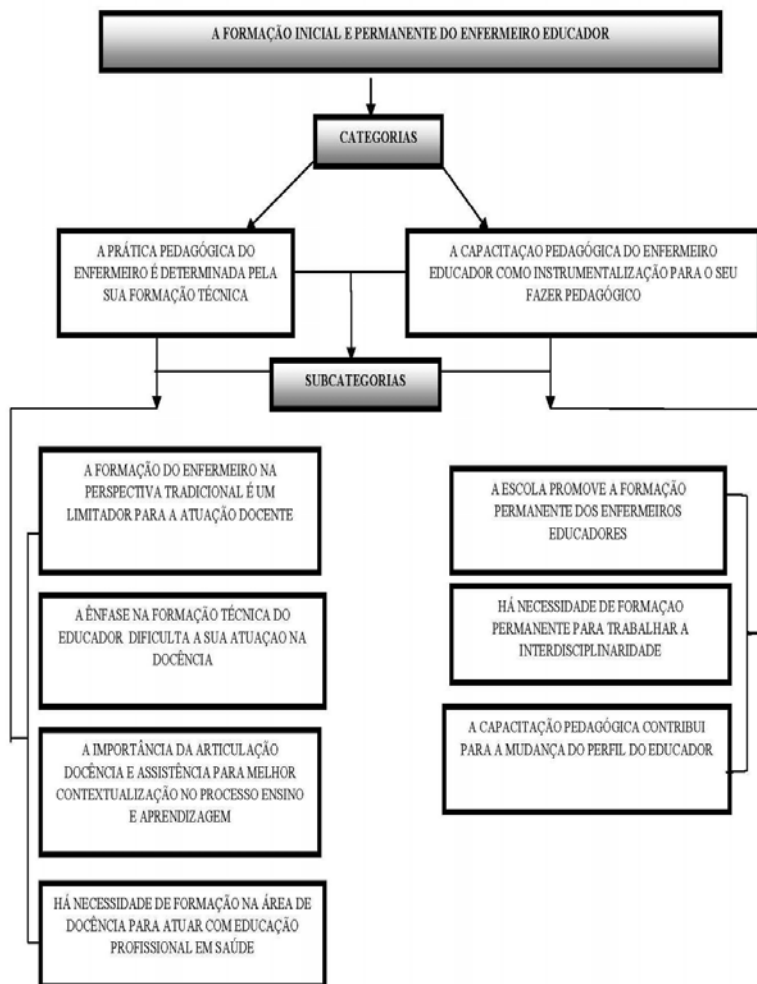 A FORMAÇÃO INICIAL E PERMANENTE DO ENFERMEIRO EDUCADOR
CATEGORIAS
A PRÁTICA PEDAGÓGICA DO
ENFERMEIRO É DETERMINADA PELA
SUA FORMAÇÃO TÉCNICA
A CAPACITAÇAO PEDAGÓGICA DO ENFERMEIRO
EDUCADOR COMO INSTRUMENTALIZAÇÃO PARA O SEU
FAZER PEDAGÓGICO
SUBCATEGORIAS
A FORMAÇÃO DO ENFERMEIRO NA
PERSPECTIVA TRADICIONAL É UM
LIMITADOR PARA A ATUAÇÃO DOCENTE
A ÊNFASE NA FORMAÇÃO TÉCNICA DO
EDUCADOR DIFICULTA A SUA ATUAÇAO NA
DOCÊNCIA
A IMPORTÂNCIA DA ARTICULAÇÃO
DOCÊNCIA E ASSISTÊNCIA PARA MELHOR
CONTEXTUALIZAÇÃO NO PROCESSO ENSINO
E APRENDIZAGEM
HÁ NECESSIDADE DE FORMAÇÃO NA ÁREA DE
DOCÊNCIA PARA ATUAR COM EDUCAÇÃO
PROFISSIONAL EM SAÚDE
A ESCOLA PROMOVE A FORMAÇÃO
PERMANENTE DOS ENFERMEIROS
EDUCADORES
HÁ NECESSIDADE DE FORMAÇAO
PERMANENTE PARA TRABALHAR A
INTERDISCIPLINARIDADE
A CAPACITAÇÃO PEDAGÓGICA CONTRIBUI
PARA A MUDANÇA DO PERFIL DO EDUCADOR